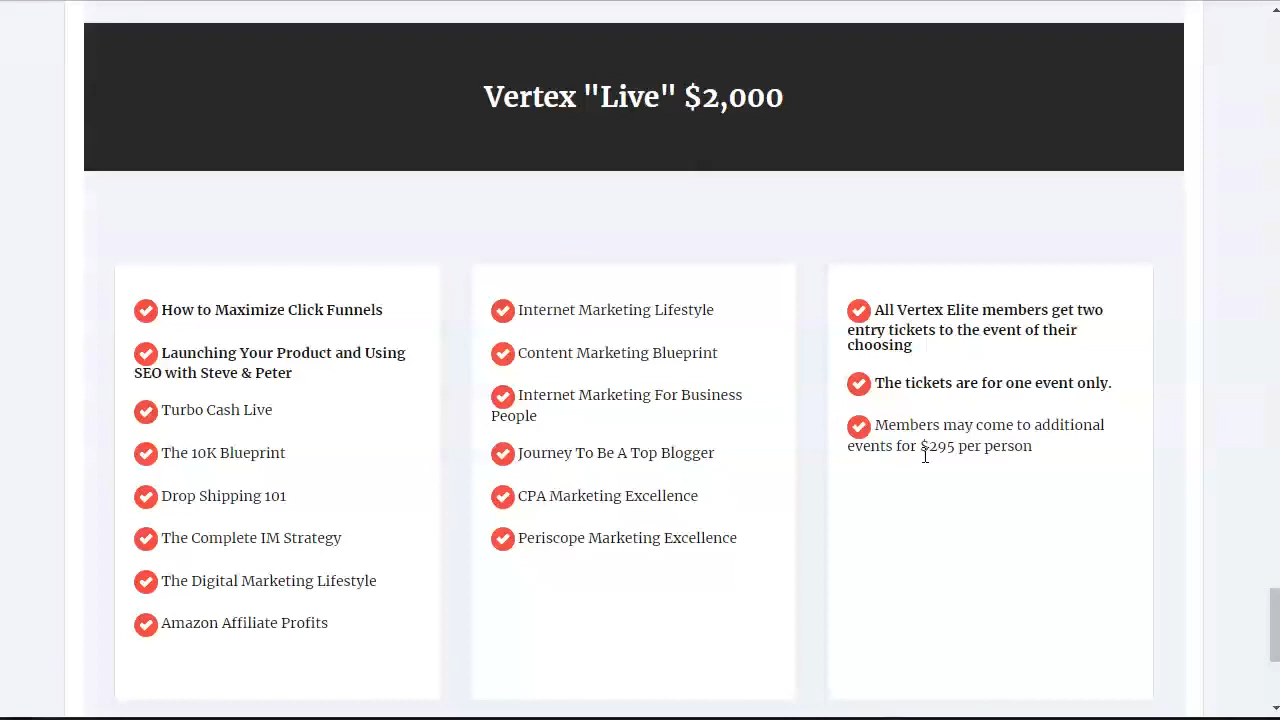 Vertex "Live" $2,000
How to Maximize Click Funnels
Launching Your Product and Using
SEO with Steve & Peter
Turbo Cash Live
The 10K Blueprint
Drop Shipping 101
The Complete IM Strategy
The Digital Marketing Lifestyle
Amazon Affiliate Profits
Internet Marketing Lifestyle
Content Marketing Blueprint
Internet Marketing For Business
People
Journey To Be A Top Blogger
CPA Marketing Excellence
Periscope Marketing Excellence
All Vertex Elite members get two
entry tickets to the event of their
choosing
The tickets are for one event only.
Members may come to additional
events for $295 per person